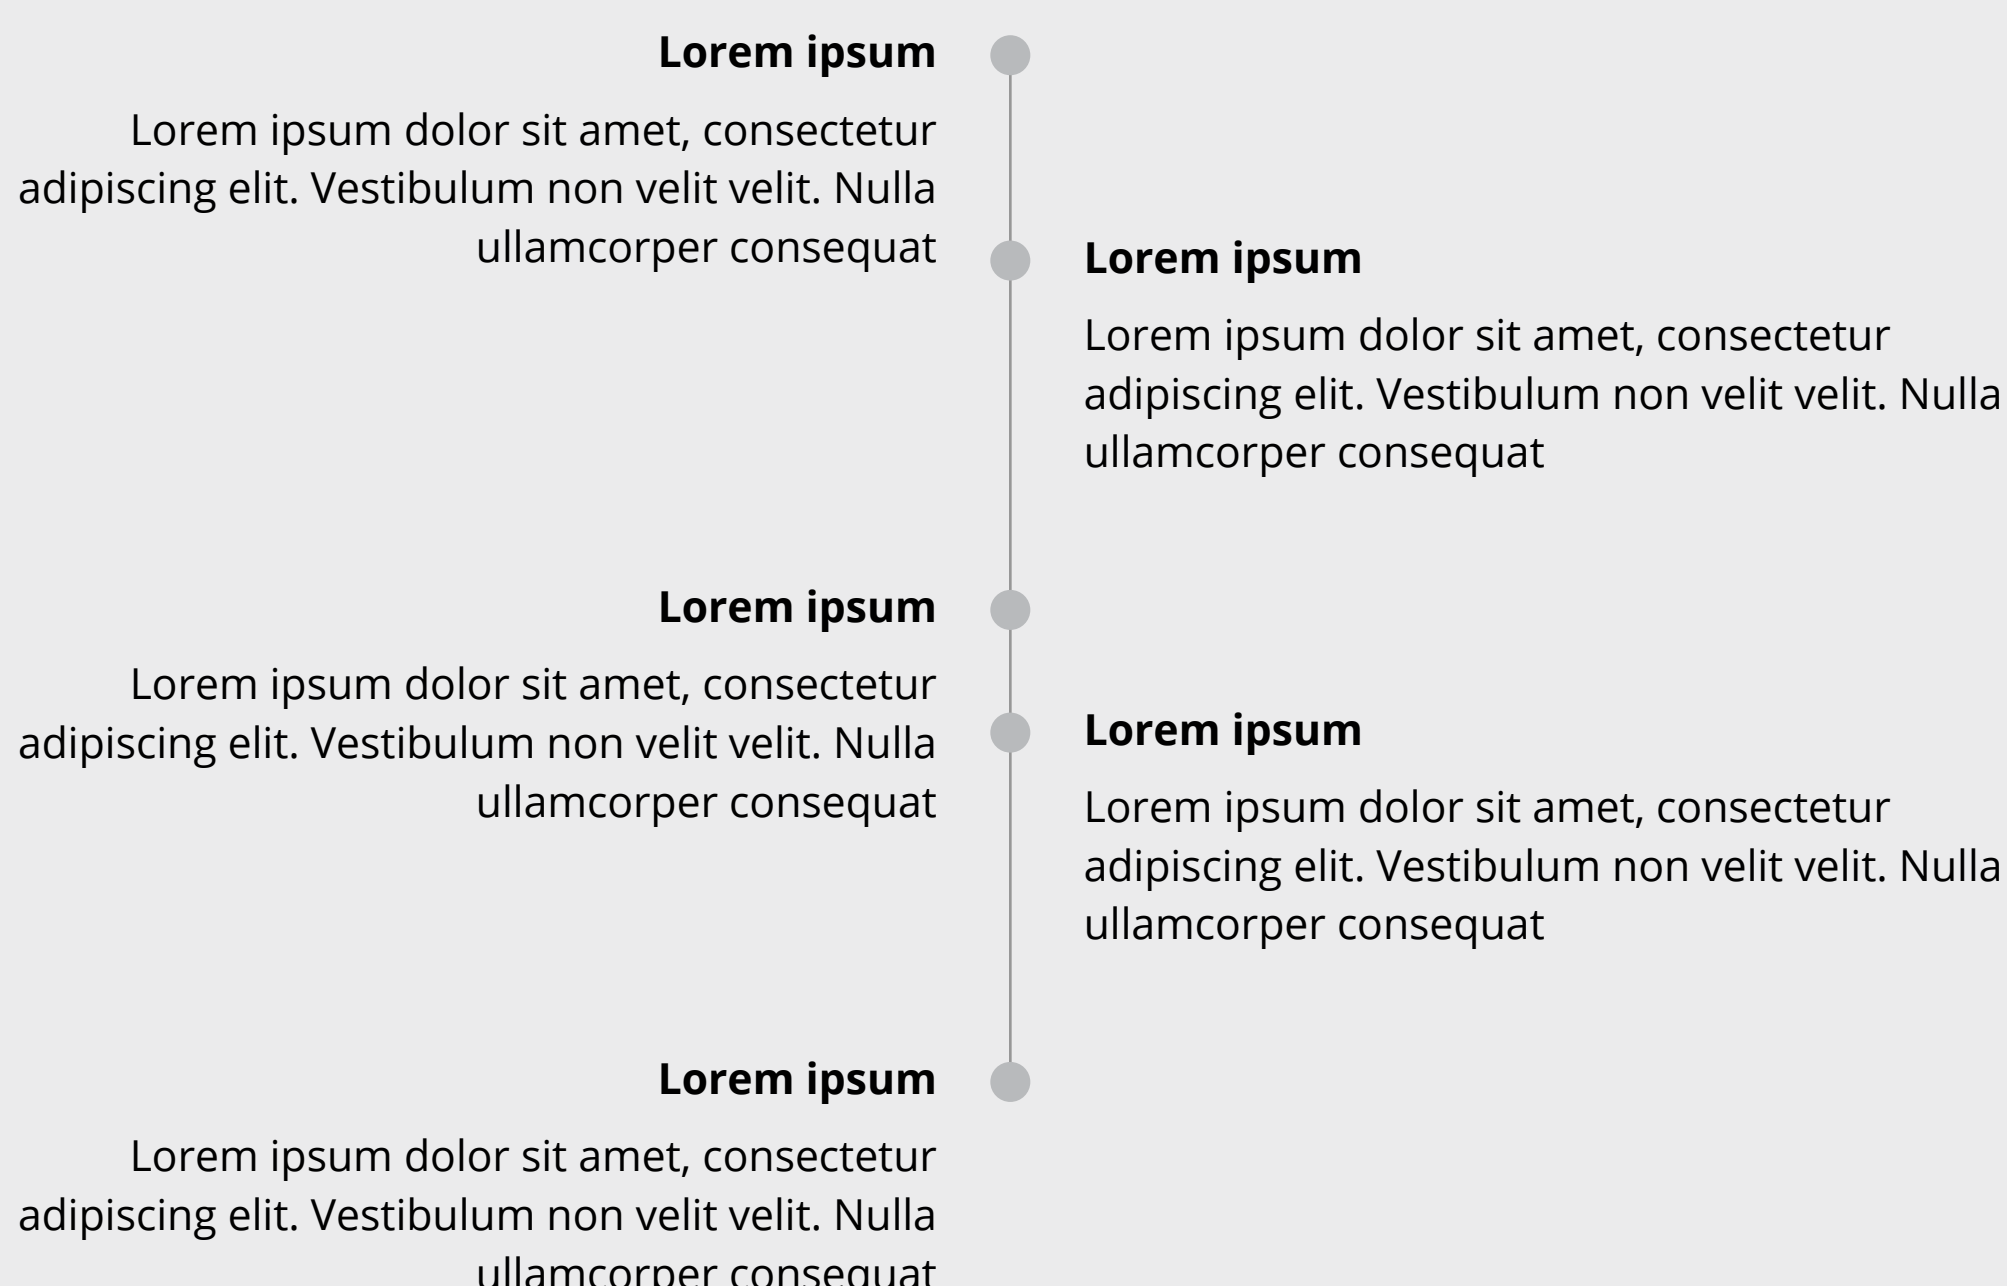 Lorem ipsum
Lorem ipsum dolor sit amet, consectetur
adipiscing elit. Vestibulum non velit velit. Nulla
ullamcorper consequat
Lorem ipsum
Lorem ipsum dolor sit amet, consectetur
adipiscing elit. Vestibulum non velit velit. Nulla
ullamcorper consequat
Lorem ipsum
Lorem ipsum dolor sit amet, consectetur
adipiscing elit. Vestibulum non velit velit. Nulla
ullamcorper consequat
Lorem ipsum
Lorem ipsum dolor sit amet, consectetur
adipiscing elit. Vestibulum non velit velit. Nulla
ullamcorper consequat
Lorem ipsum
Lorem ipsum dolor sit amet, consectetur
adipiscing elit. Vestibulum non velit velit. Nulla
ullamcorper consequat